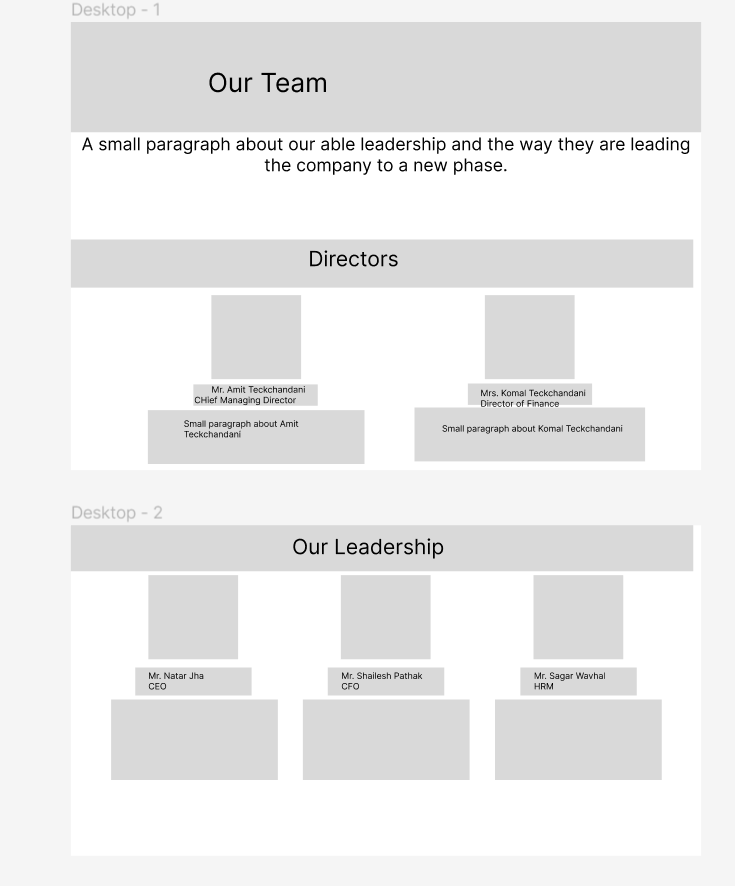 Desktop - 1
Our Team
A small paragraph about our able leadership and the way they are leading
the company to a new phase.
Directors
Mr. Amit Teckchandani
CHief Managing Director
Mrs. Komal Teckchandani
Director of Finance
Small paragraph about Amit
Teckchandani
Small paragraph about Komal Teckchandani
Desktop - 2
Our Leadership
Mr. Natar Jha
CEO
Mr. Shailesh Pathak
CFO
Mr. Sagar Wavhal
HRM